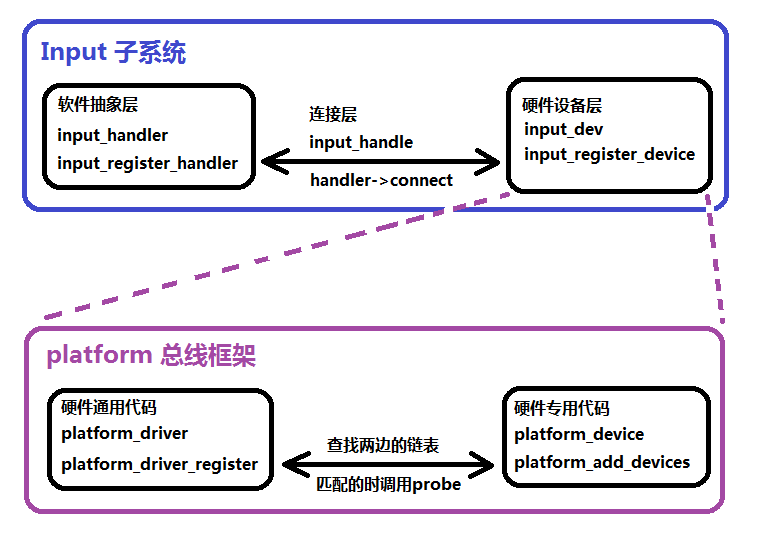 Input 子系统
软件抽象层
input_handler
input_register_handler
连接层
input_handle
handler->connect
硬件设备层
input_dev
input_register_device
platform 总线框架
硬件通用代码
platform_driver
platform_driver_register
查找两边的链表
匹配的时调用probe
硬件专用代码
platform_device
platform_add_devices